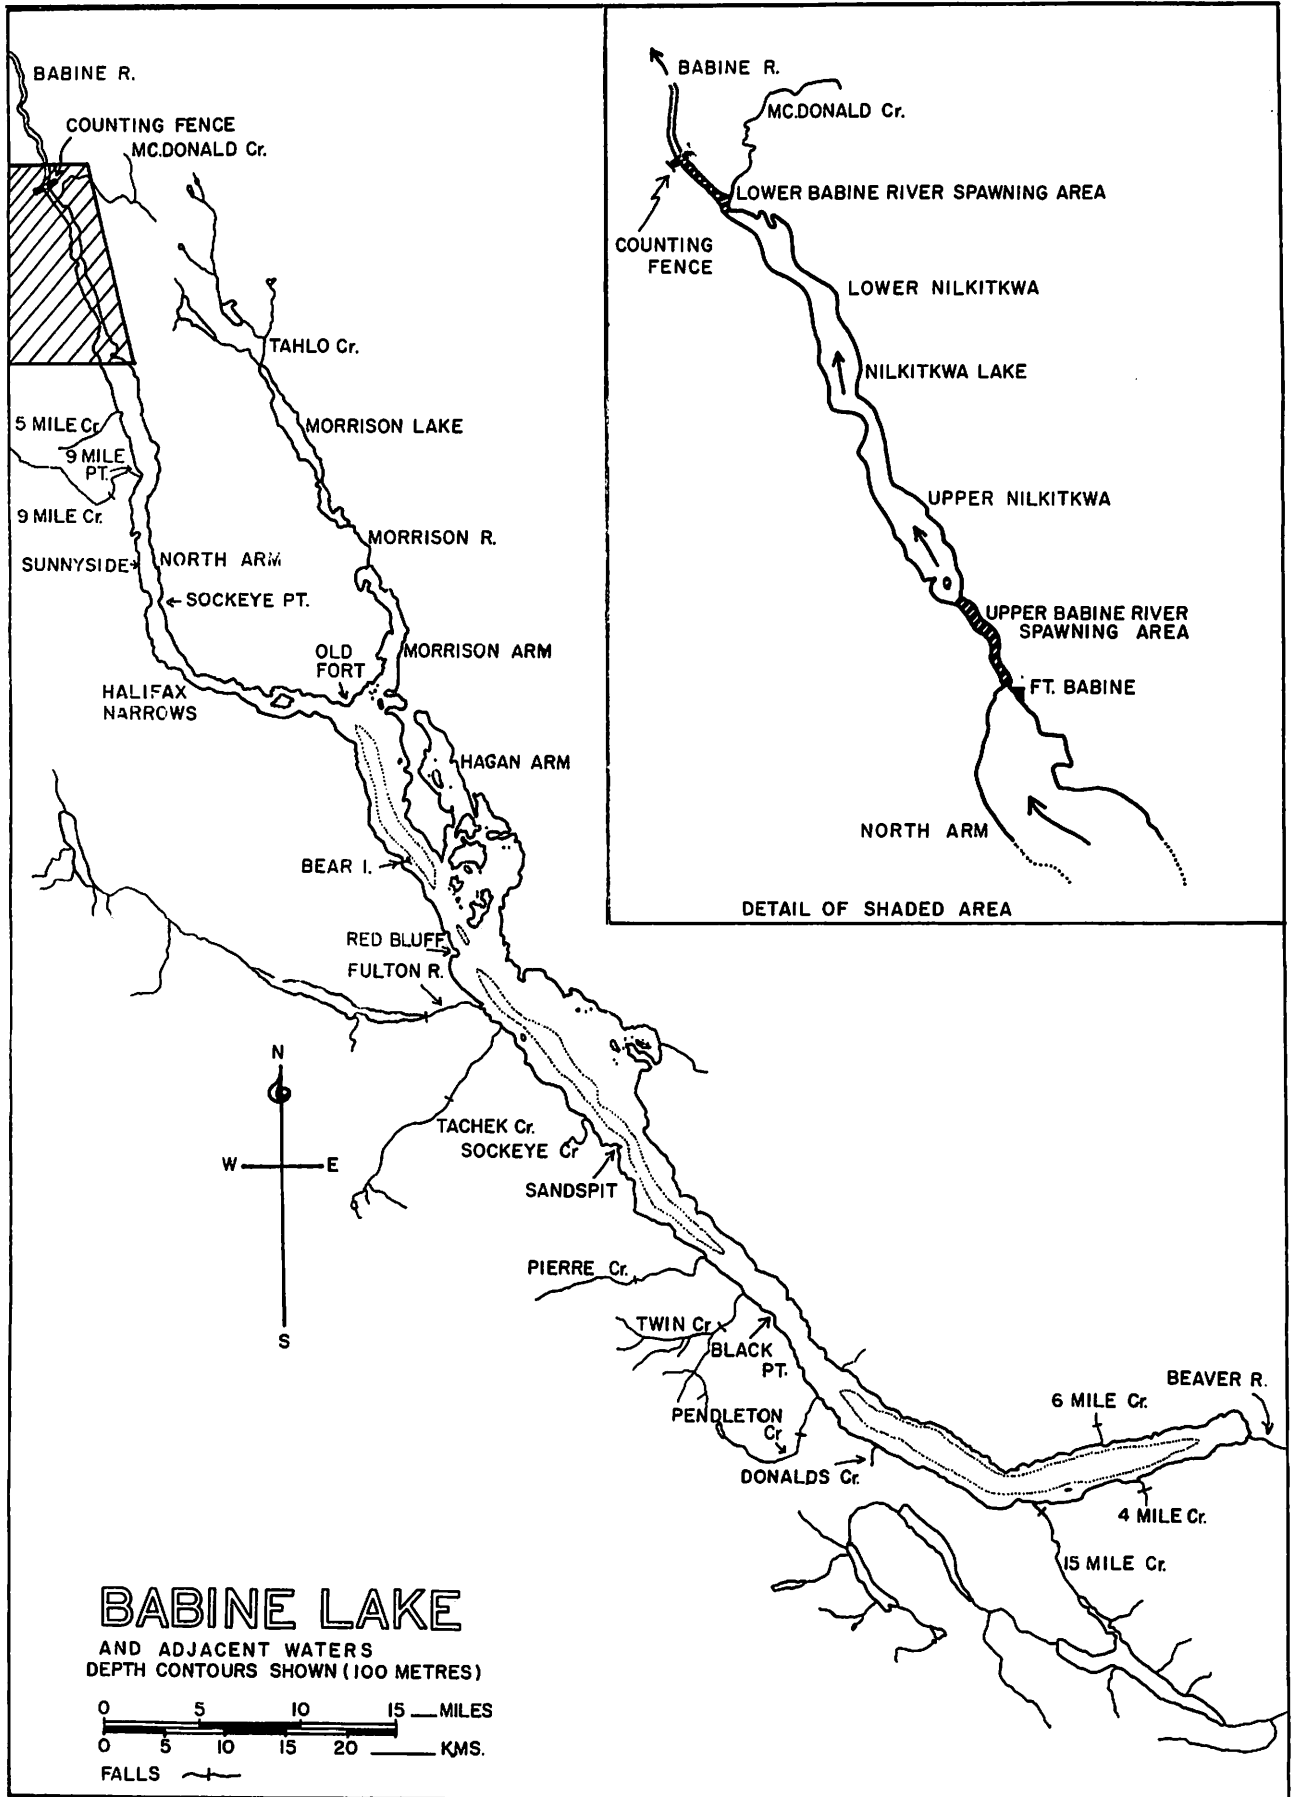 BABINE R.
COUNTING FENCE
MC.DONALD Cr.
TAHLO Cr.
5 MILE Cr
MORRISON LAKE
9 MILE
PT.
9 MILE Cr.
MORRISON R.
SUNNYSIDE
NORTH ARM
SOCKEYE PT.
OLD
FORT
MORRISON ARM
HALIFAX
NARROWS
HAGAN ARM
BEAR I.
RED BLUFF
FULTON R.
N
W
E
S
TACHEK Cr.
SOCKEYE Cr
SANDSPIT
PIERRE Cr.
TWIN Cr
BLACK
PT.
PENDLETON
Cr
DONALDS Cr.
6 MILE Cr.
BEAVER R.
4 MILE Cr.
15 MILE Cr.
BABINE R.
MC.DONALD Cr.
LOWER BABINE RIVER SPAWNING AREA
COUNTING
FENCE
LOWER NILKITKWA
NILKITKWA LAKE
UPPER NILKITKWA
UPPER BABINE RIVER
SPAWNING AREA
FT. BABINE
NORTH ARM
DETAIL OF SHADED AREA
BABINE LAKE
AND ADJACENT WATERS
DEPTH CONTOURS SHOWN (100 METRES)
0 5 10 15 MILES
0 5 10 15 20 KMS.
FALLS